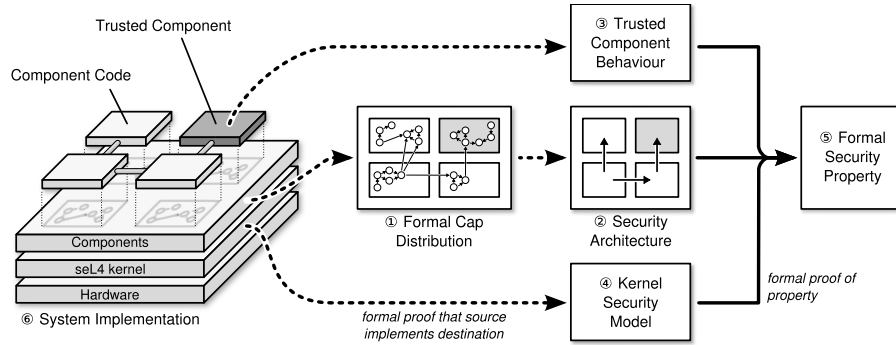 Trusted Component
Component Code
Components
seL4 kernel
Hardware
⑥ System Implementation
① Formal Cap
Distribution
② Security
Architecture
③ Trusted
Component
Behaviour
④ Kernel
Security
Model
⑤ Formal
Security
Property
formal proof that source
implements destination
formal proof of
property